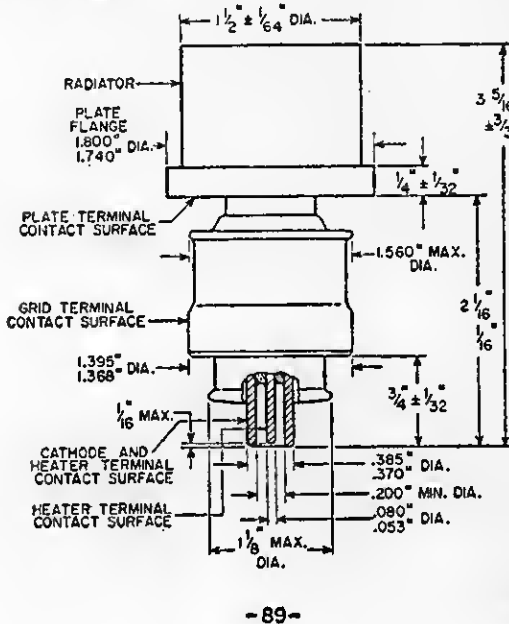 1 1/2" ± 1/64" DIA.
RADIATOR
3 5/16"
PLATE
FLANGE
1.800"
1.740" DIA.
1/4" ± 1/32"
PLATE TERMINAL
CONTACT SURFACE
1.560" MAX.
DIA.
GRID TERMINAL
CONTACT SURFACE
2 1/16"
1/16"
1.395"
1.368" DIA.
3/4" ± 1/32"
1/16" MAX.
CATHODE AND
HEATER TERMINAL
CONTACT SURFACE
.385"
.370" DIA.
.200" MIN. DIA.
HEATER TERMINAL
CONTACT SURFACE
.080"
.053" DIA.
1 1/8" MAX.
DIA.
-89-